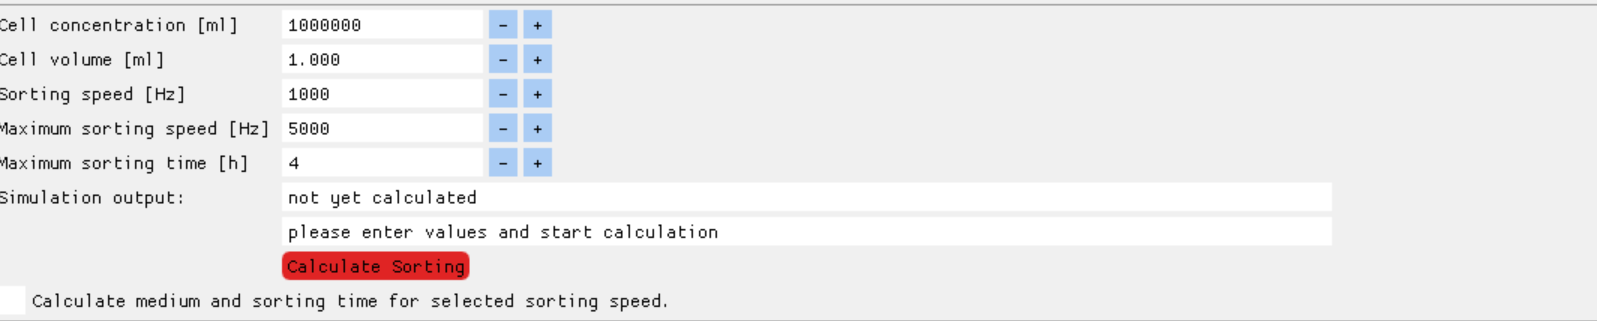 Cell concentration [ml] 1000000 - +
Cell volume [ml] 1.000 - +
Sorting speed [Hz] 1000 - +
Maximum sorting speed [Hz] 5000 - +
Maximum sorting time [h] 4 - +
Simulation output: not yet calculated
please enter values and start calculation
Calculate Sorting
Calculate medium and sorting time for selected sorting speed.